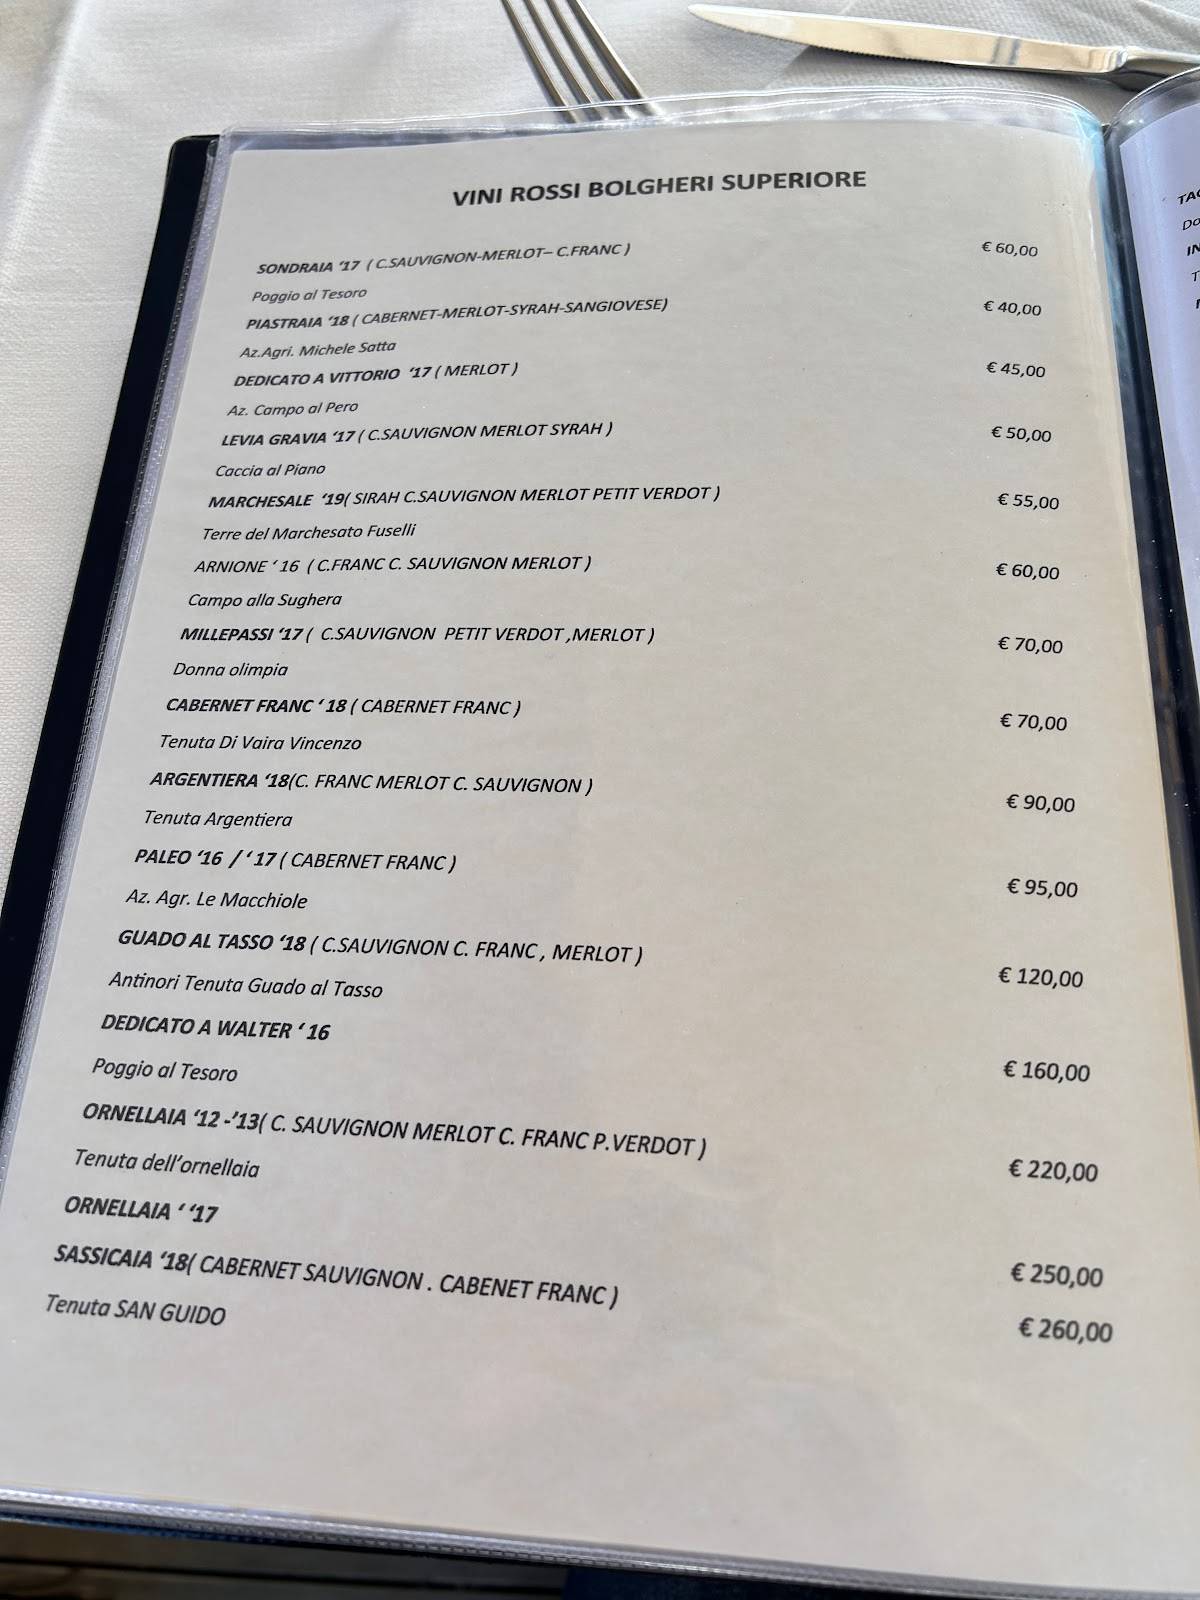 VINI ROSSI BOLGHERI SUPERIORE
SONDRAIA '17 ( C.SAUVIGNON-MERLOT– C.FRANC ) € 60,00
Poggio al Tesoro
PIASTRAIA '18 ( CABERNET-MERLOT-SYRAH-SANGIOVESE) € 40,00
Az.Agri. Michele Satta
DEDICATO A VITTORIO '17 ( MERLOT ) € 45,00
Az. Campo al Pero
LEVIA GRAVIA '17 ( C.SAUVIGNON MERLOT SYRAH ) € 50,00
Caccia al Piano
MARCHESALE '19( SIRAH C.SAUVIGNON MERLOT PETIT VERDOT ) € 55,00
Terre del Marchesato Fuselli
ARNIONE ' 16 ( C.FRANC C. SAUVIGNON MERLOT ) € 60,00
Campo alla Sughera
MILLEPASSI '17 ( C.SAUVIGNON PETIT VERDOT ,MERLOT ) € 70,00
Donna olimpia
CABERNET FRANC ' 18 ( CABERNET FRANC ) € 70,00
Tenuta Di Vaira Vincenzo
ARGENTIERA '18(C. FRANC MERLOT C. SAUVIGNON ) € 90,00
Tenuta Argentiera
PALEO '16 / ' 17 ( CABERNET FRANC ) € 95,00
Az. Agr. Le Macchiole
GUADO AL TASSO '18 ( C.SAUVIGNON C. FRANC , MERLOT ) € 120,00
Antinori Tenuta Guado al Tasso
DEDICATO A WALTER ' 16 € 160,00
Poggio al Tesoro
ORNELLAIA '12 -'13( C. SAUVIGNON MERLOT C. FRANC P.VERDOT ) € 220,00
Tenuta dell'ornellaia
ORNELLAIA ' '17 € 250,00
SASSICAIA '18( CABERNET SAUVIGNON . CABENET FRANC ) € 260,00
Tenuta SAN GUIDO